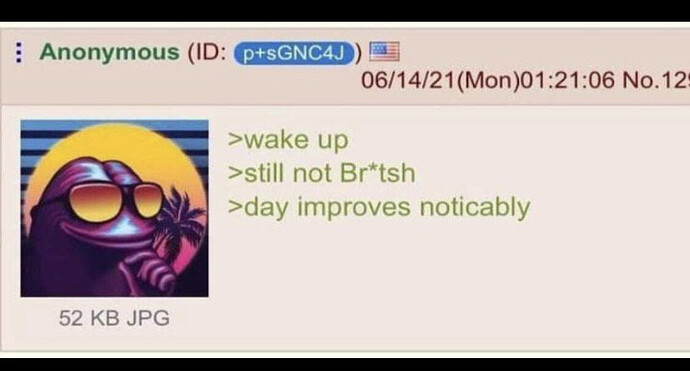 Anonymous (ID: p+sGNC4J)
06/14/21(Mon)01:21:06 No.129
>wake up
>still not Br*tsh
>day improves noticably
52 KB JPG